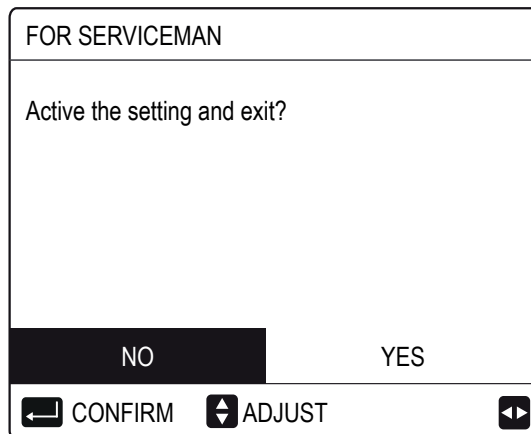 FOR SERVICEMAN
Active the setting and exit?
NO YES
CONFIRM ADJUST